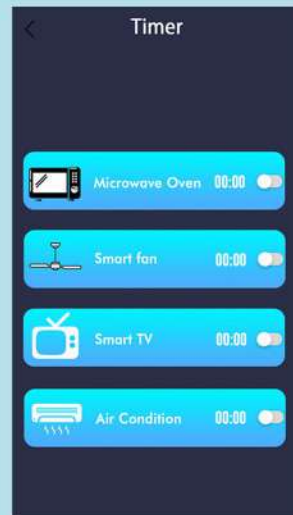 Timer
Microwave Oven 00:00
Smart fan 00:00
Smart TV 00:00
Air Condition 00:00